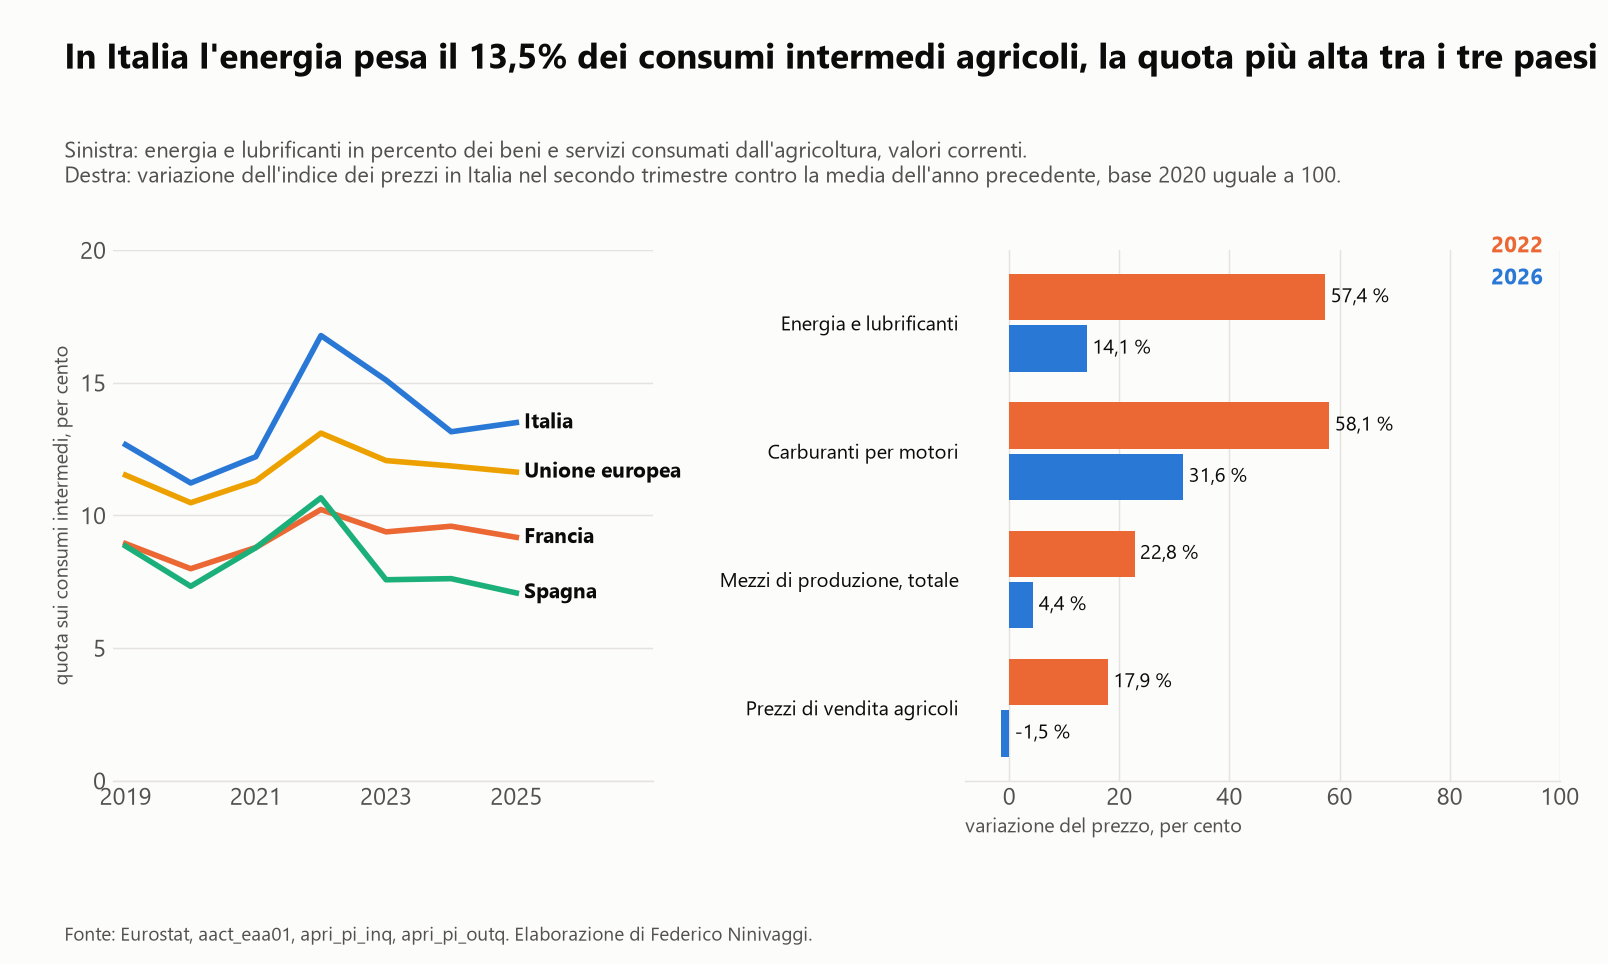 In Italia l'energia pesa il 13,5% dei consumi intermedi agricoli, la quota più alta tra i tre paesi
Sinistra: energia e lubrificanti in percento dei beni e servizi consumati dall'agricoltura, valori correnti.
Destra: variazione dell'indice dei prezzi in Italia nel secondo trimestre contro la media dell'anno precedente, base 2020 uguale a 100.
quota sui consumi intermedi, per cento
20
15
10
5
0
2019
2021
2023
2025
Italia
Unione europea
Francia
Spagna
2022
2026
Energia e lubrificanti
57,4 %
14,1 %
Carburanti per motori
58,1 %
31,6 %
Mezzi di produzione, totale
22,8 %
4,4 %
Prezzi di vendita agricoli
17,9 %
-1,5 %
0
20
40
60
80
100
variazione del prezzo, per cento
Fonte: Eurostat, aact_eaa01, apri_pi_inq, apri_pi_outq. Elaborazione di Federico Ninivaggi.